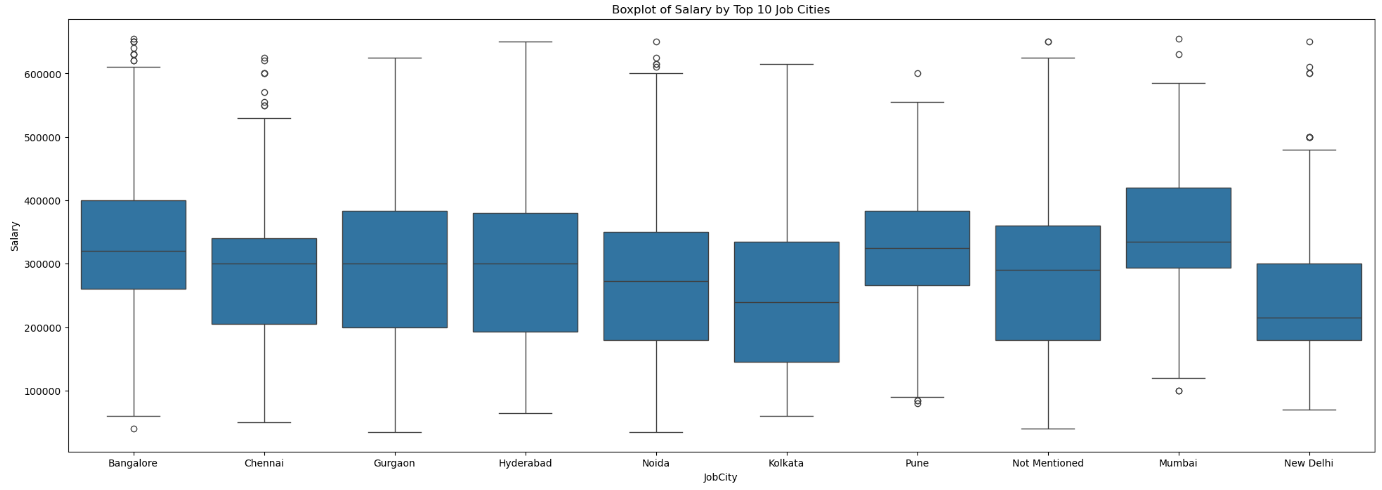 Boxplot of Salary by Top 10 Job Cities
Salary
600000
500000
400000
300000
200000
100000
Bangalore Chennai Gurgaon Hyderabad Noida Kolkata Pune Not Mentioned Mumbai New Delhi
JobCity